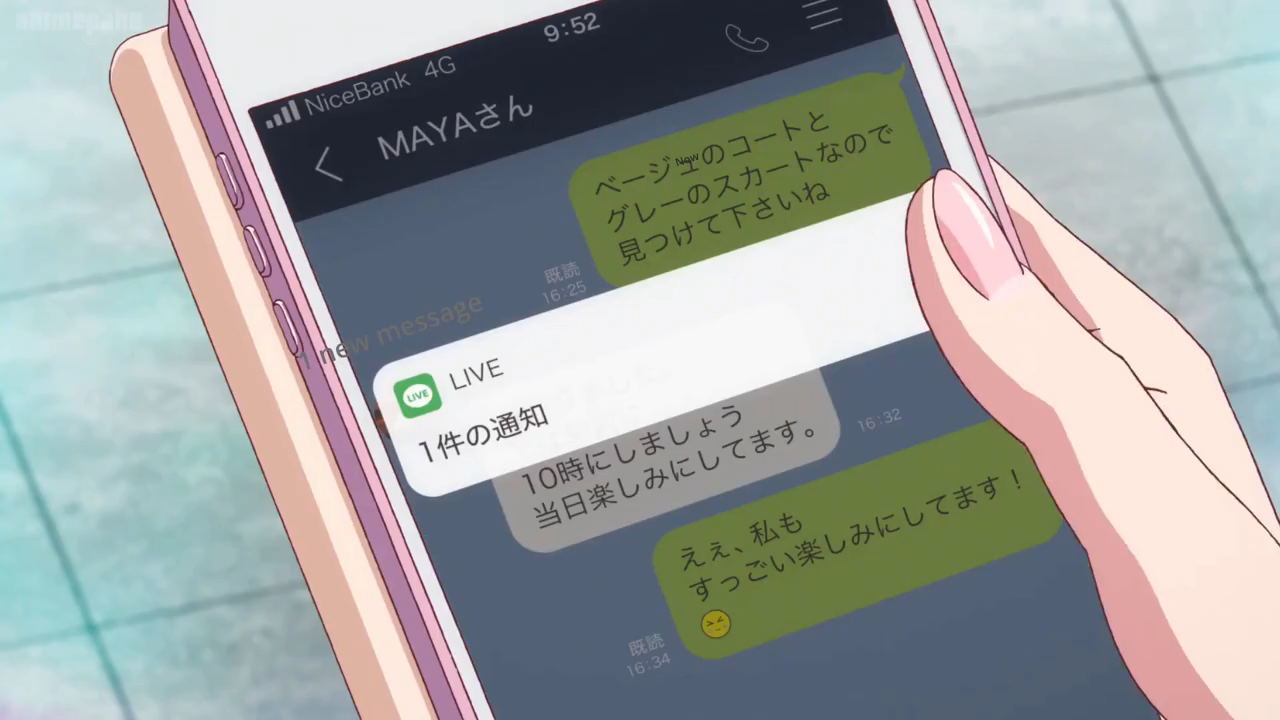 animepahe
9:52
NiceBank 4G
MAYAさん
ベージュのコートと
New
グレーのスカートなので
見つけて下さいね
既読
16:25
1 new message
LIVE
LIVE
1件の通知
10時にしましょう
当日楽しみにしてます。
16:32
ええ、私も
すっごい楽しみにしてます！
既読
16:34